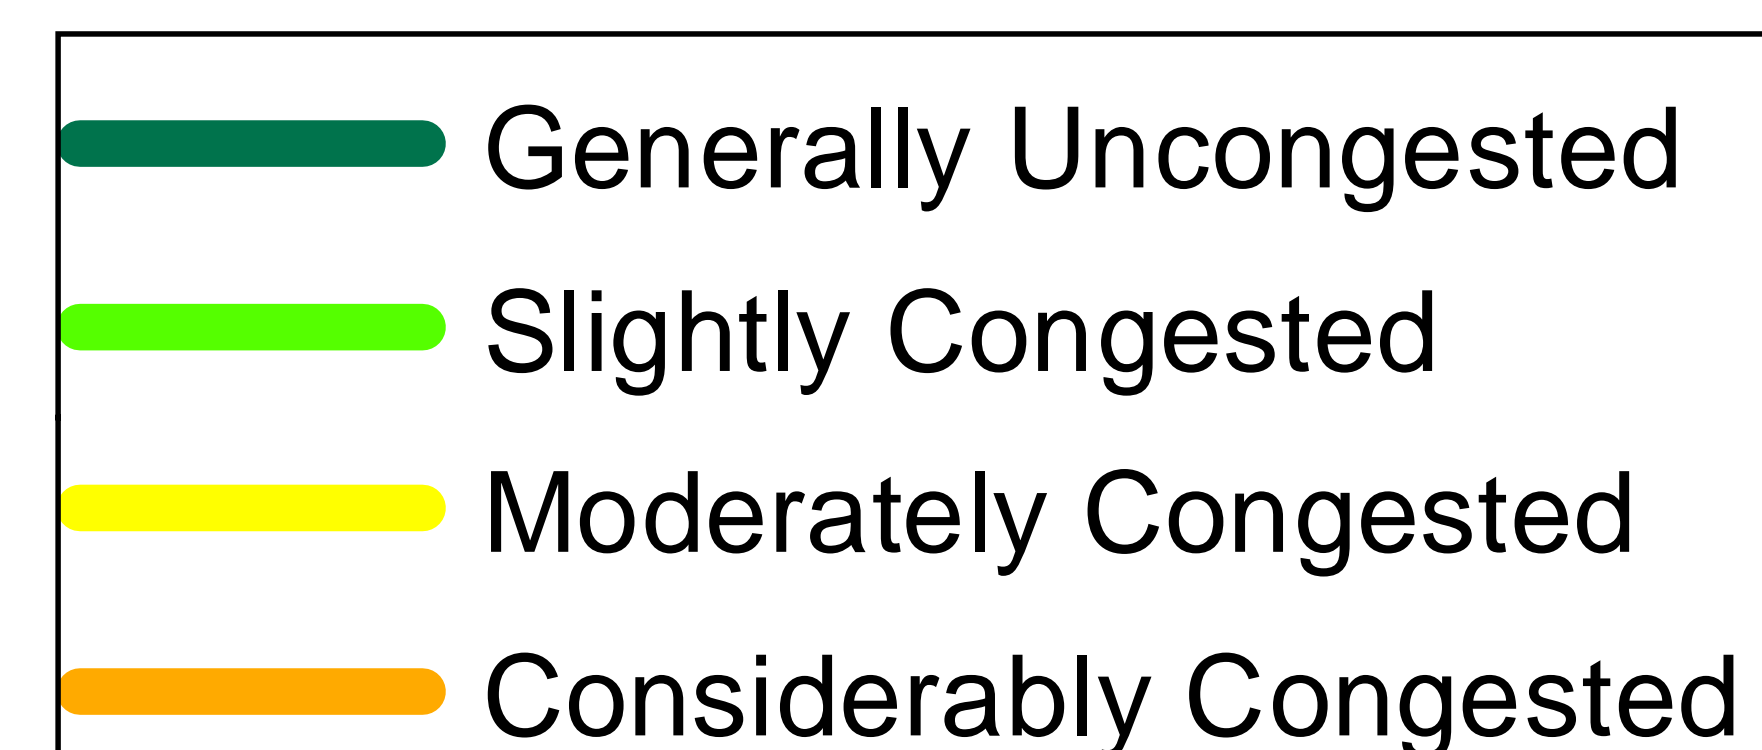 Generally Uncongested
Slightly Congested
Moderately Congested
Considerably Congested